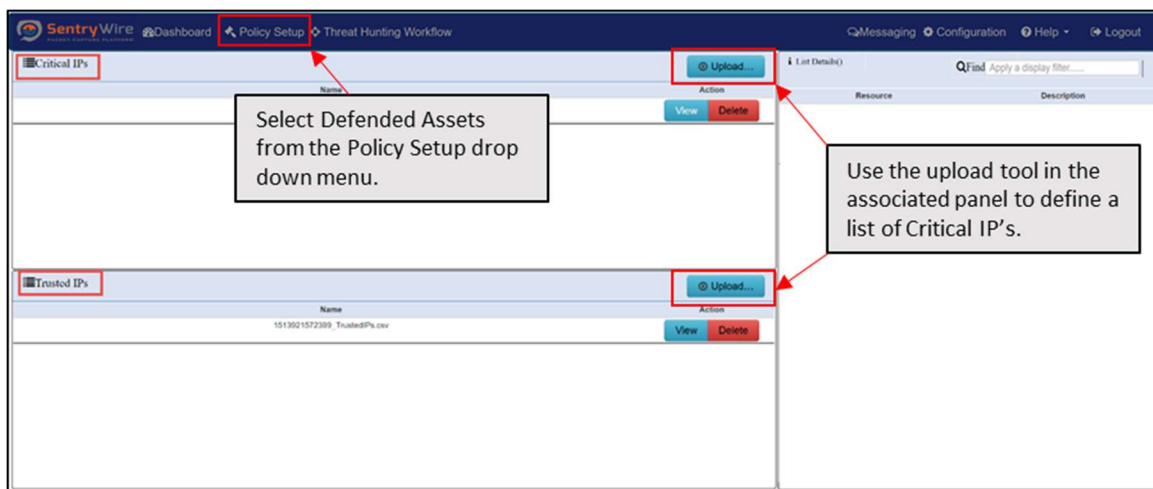 SentryWire Dashboard Policy Setup Threat Hunting Workflow Messaging Configuration Help Logout
PACKET CAPTURE PLATFORM
Critical IPs
Upload...
Name Action
View Delete
Select Defended Assets
from the Policy Setup drop
down menu.
Trusted IPs
Upload...
Name Action
1513921572389_TrustedIPs.csv
View Delete
List Details()
Find Apply a display filter......
Resource Description
Use the upload tool in the
associated panel to define a
list of Critical IP’s.